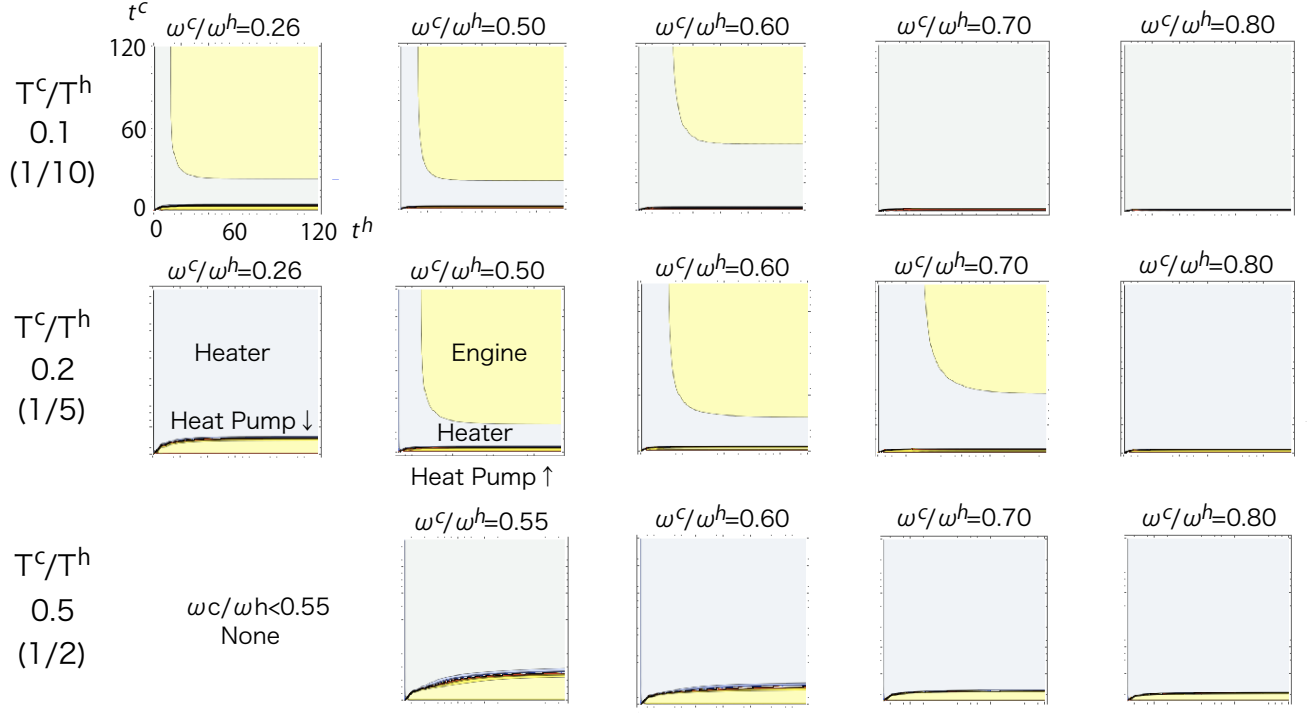 t^c
ω^c/ω^h=0.26
ω^c/ω^h=0.50
ω^c/ω^h=0.60
ω^c/ω^h=0.70
ω^c/ω^h=0.80
T^c/T^h
0.1
(1/10)
120
60
0
0
60
120
t^h
ω^c/ω^h=0.26
ω^c/ω^h=0.50
ω^c/ω^h=0.60
ω^c/ω^h=0.70
ω^c/ω^h=0.80
T^c/T^h
0.2
(1/5)
Heater
Heat Pump↓
Engine
Heater
Heat Pump↑
ω^c/ω^h=0.55
ω^c/ω^h=0.60
ω^c/ω^h=0.70
ω^c/ω^h=0.80
T^c/T^h
0.5
(1/2)
ωc/ωh<0.55
None